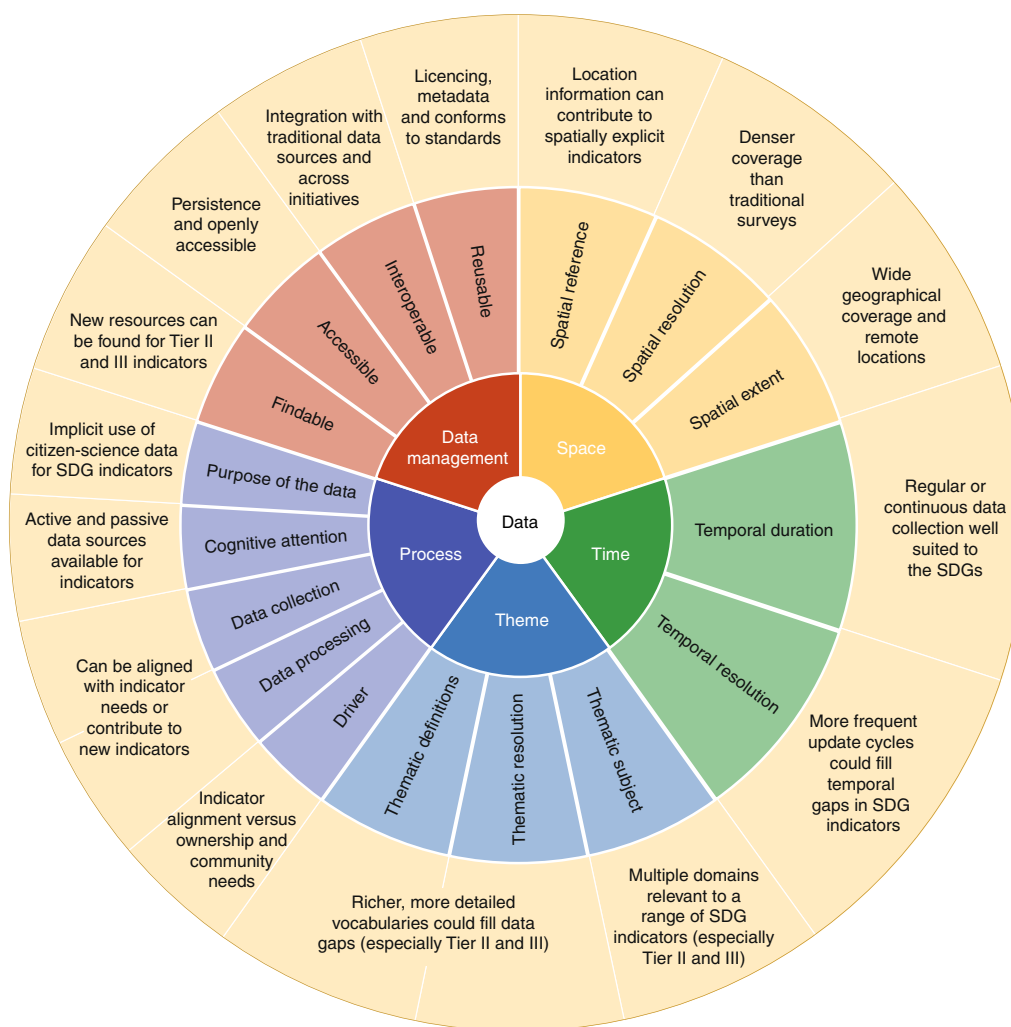 Licencing,
metadata
and conforms
to standards
Location
information can
contribute to
spatially explicit
indicators
Denser
coverage
than
traditional
surveys
Wide
geographical
coverage and
remote
locations
Regular or
continuous data
collection well
suited to
the SDGs
More frequent
update cycles
could fill
temporal
gaps in SDG
indicators
Multiple domains
relevant to a
range of SDG
indicators (especially
Tier II and III)
Richer, more detailed
vocabularies could fill data
gaps (especially Tier II and III)
Indicator
alignment versus
ownership and
community
needs
Can be aligned
with indicator
needs or
contribute to
new indicators
Active and passive
data sources
available for
indicators
Implicit use of
citizen-science data
for SDG indicators
New resources can
be found for Tier II
and III indicators
Persistence
and openly
accessible
Integration with
traditional data
sources and
across
initiatives
Reusable
Spatial reference
Spatial resolution
Spatial extent
Temporal duration
Temporal resolution
Thematic subject
Thematic resolution
Thematic definitions
Driver
Data processing
Data collection
Cognitive attention
Purpose of the data
Findable
Accessible
Interoperable
Data
management
Space
Time
Theme
Process
Data